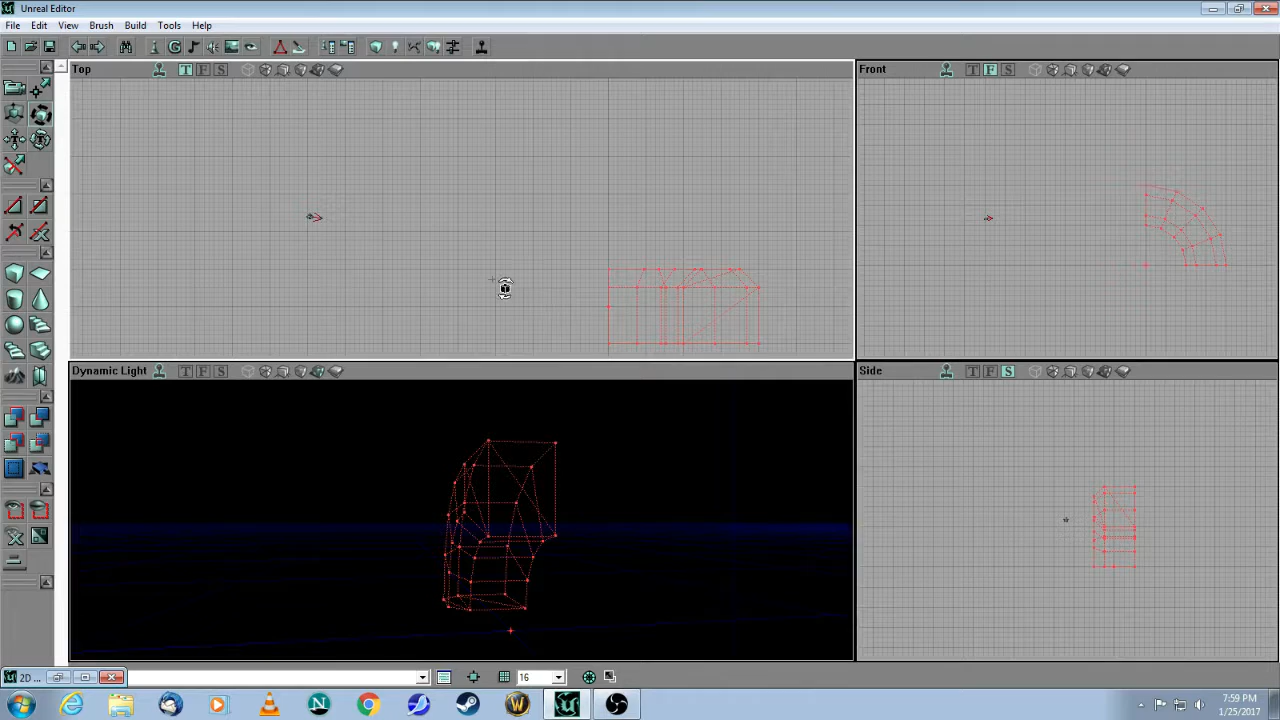 Unreal Editor
File Edit View Brush Build Tools Help
Top T F S
Front T F S
Dynamic Light T F S
Side T F S
2D ... 16
7:59 PM
1/25/2017